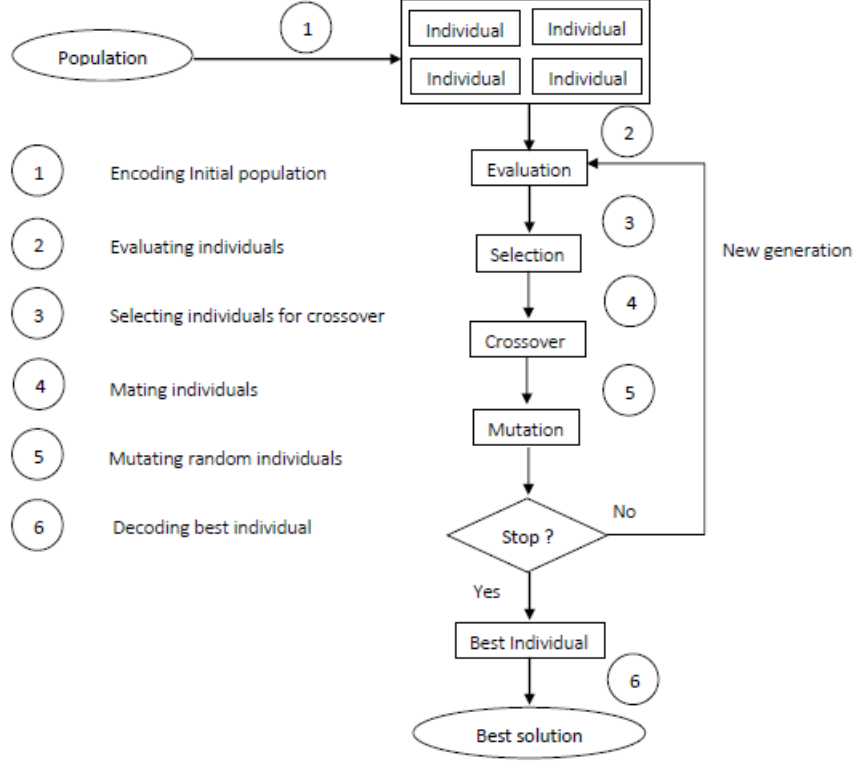 1
Individual
Individual
Population
Individual
Individual
2
Evaluation
1
Encoding Initial population
3
2
Evaluating individuals
Selection
New generation
4
3
Selecting individuals for crossover
Crossover
4
Mating individuals
5
Mutation
5
Mutating random individuals
6
Decoding best individual
No
Stop ?
Yes
Best Individual
6
Best solution